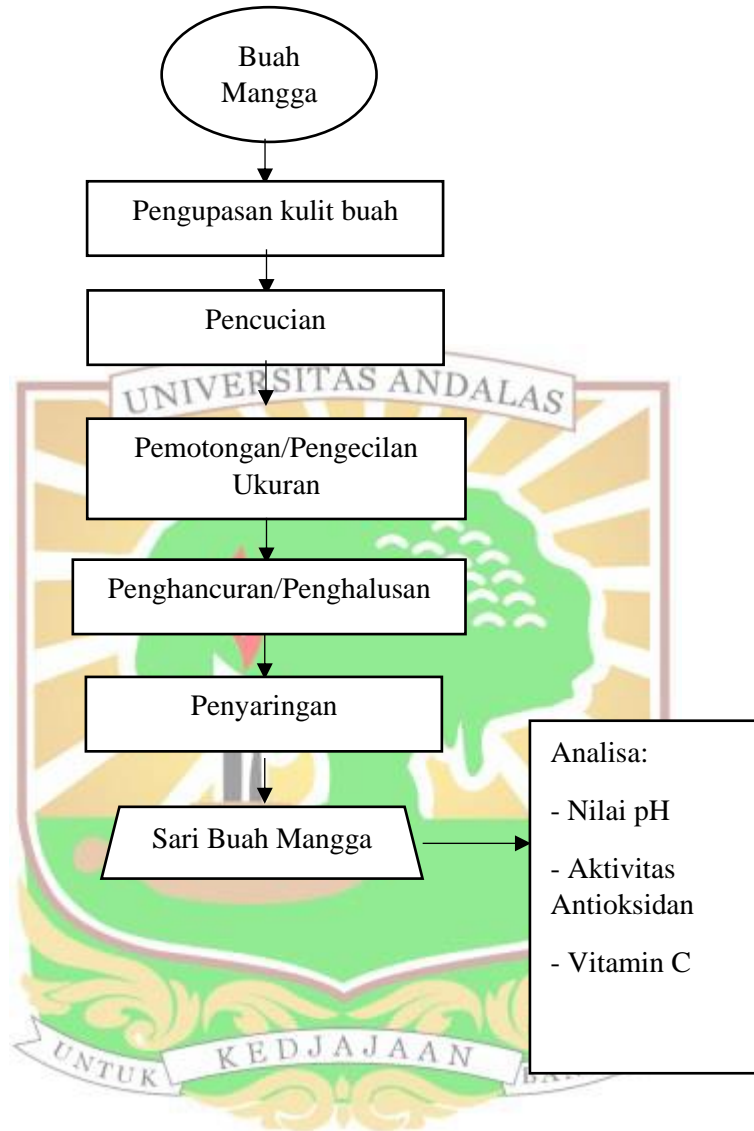 Buah
Mangga
Pengupasan kulit buah
Pencucian
UNIVERSITAS ANDALAS
Pemotongan/Pengecilan
Ukuran
Penghancuran/Penghalusan
Penyaringan
Sari Buah Mangga
Analisa:
- Nilai pH
- Aktivitas
Antioksidan
- Vitamin C
UNTUK KEDJAJAAN